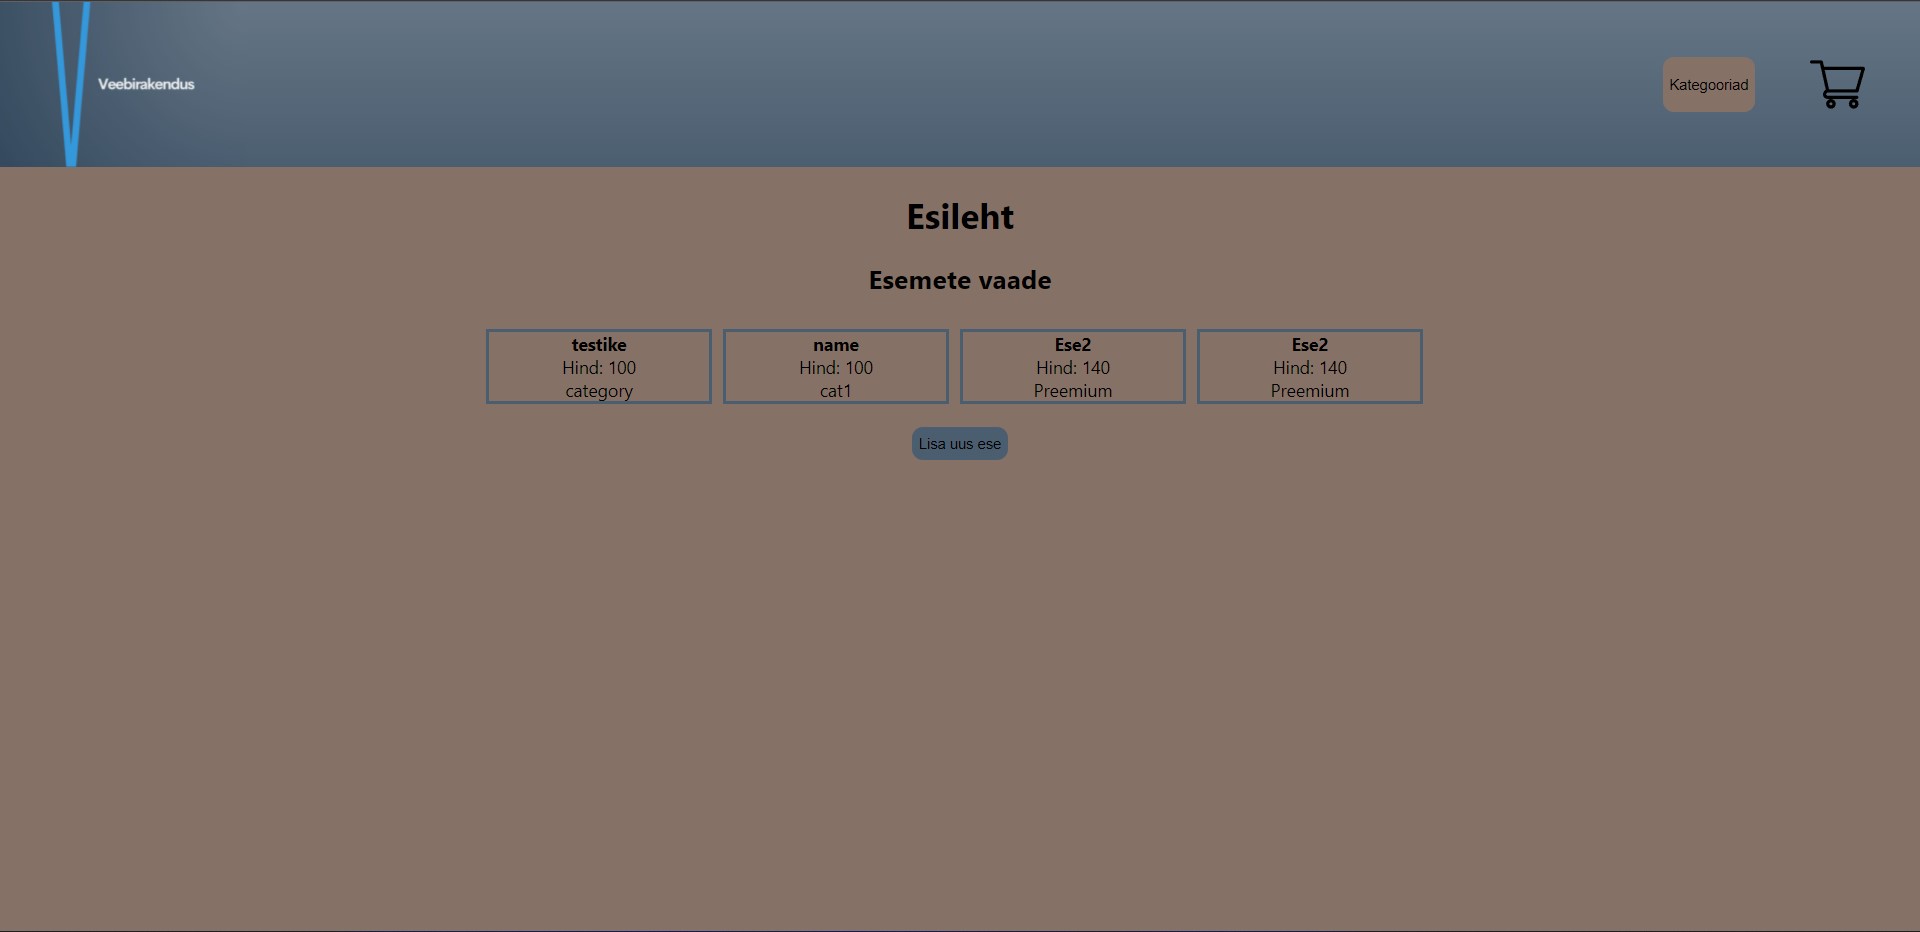 Veebirakendus
Kategooriad
Esileht
Esemete vaade
testike
Hind: 100
category
name
Hind: 100
cat1
Ese2
Hind: 140
Preemium
Ese2
Hind: 140
Preemium
Lisa uus ese